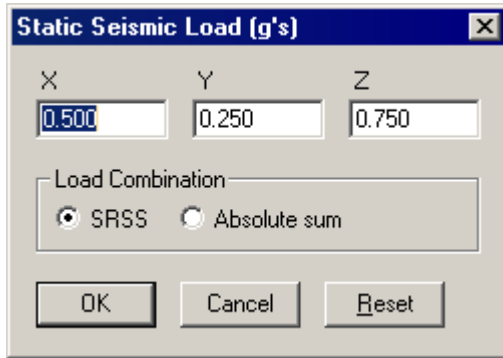 Static Seismic Load (g's)
X Y Z
0.500 0.250 0.750
Load Combination
SRSS Absolute sum
OK Cancel Reset